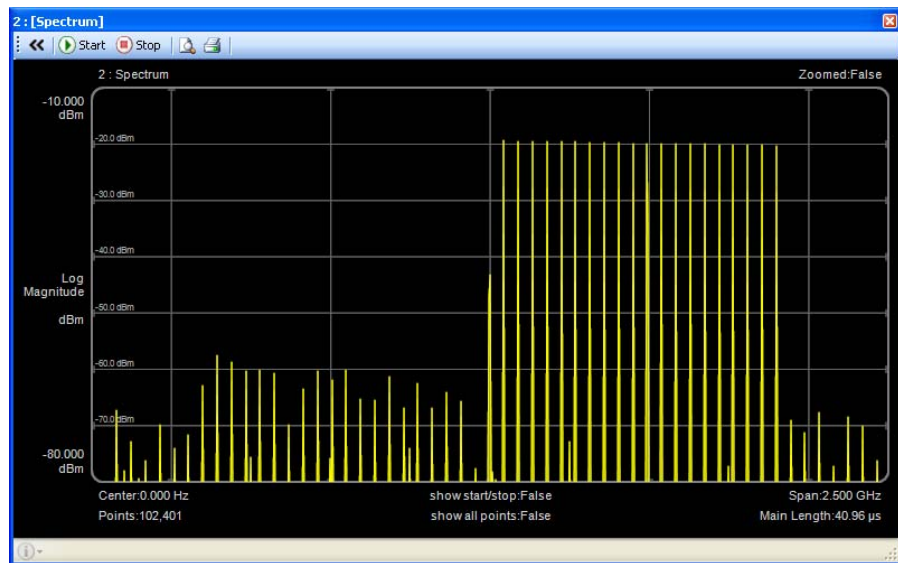 2 : [Spectrum]
Start Stop
2 : Spectrum Zoomed:False
-10.000
dBm
-20.0 dBm
-30.0 dBm
-40.0 dBm
Log
Magnitude
-50.0 dBm
dBm
-60.0 dBm
-70.0 dBm
-80.000
dBm
Center:0.000 Hz show start/stop:False Span:2.500 GHz
Points:102,401 show all points:False Main Length:40.96 µs